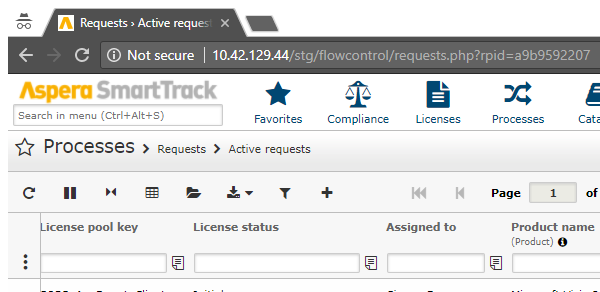 Requests › Active reques
Not secure | 10.42.129.44/stg/flowcontrol/requests.php?rpid=a9b9592207
Aspera SmartTrack
Search in menu (Ctrl+Alt+S)
Favorites
Compliance
Licenses
Processes
Cata
Processes › Requests › Active requests
Page 1 of
License pool key
License status
Assigned to
Product name
(Product)